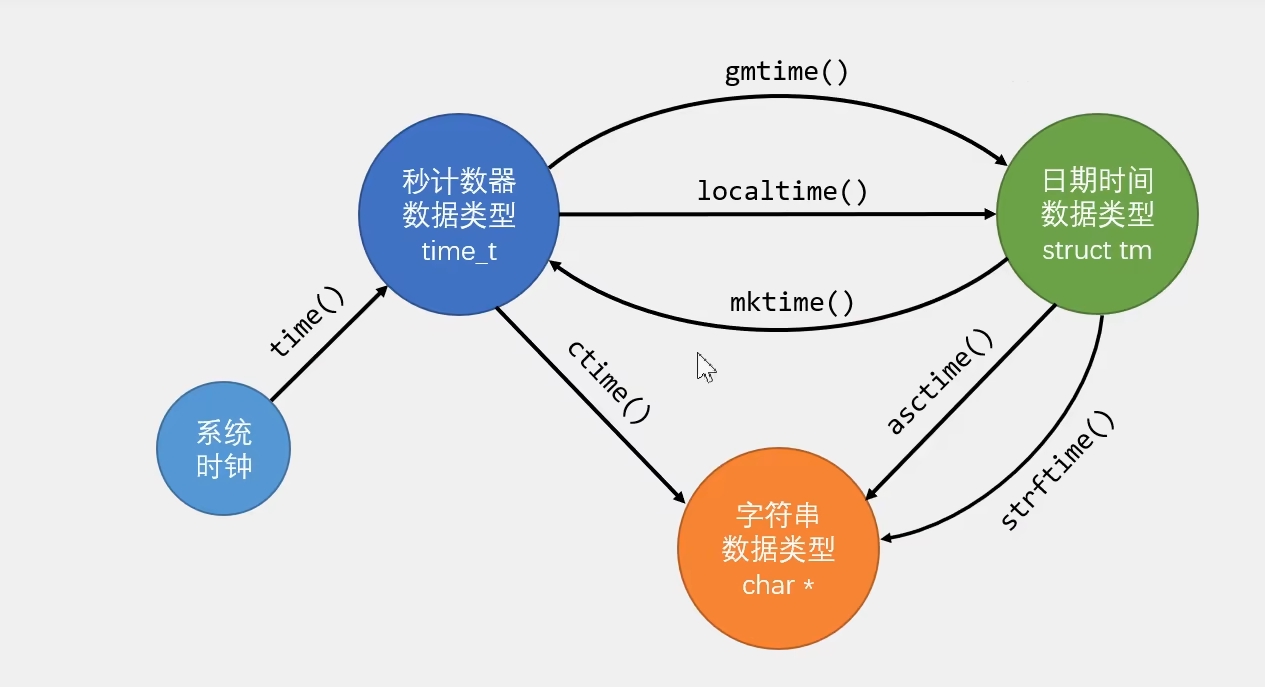 gmtime()
秒计数器
数据类型
time_t
localtime()
日期时间
数据类型
struct tm
mktime()
time()
ctime()
asctime()
strftime()
系统
时钟
字符串
数据类型
char *